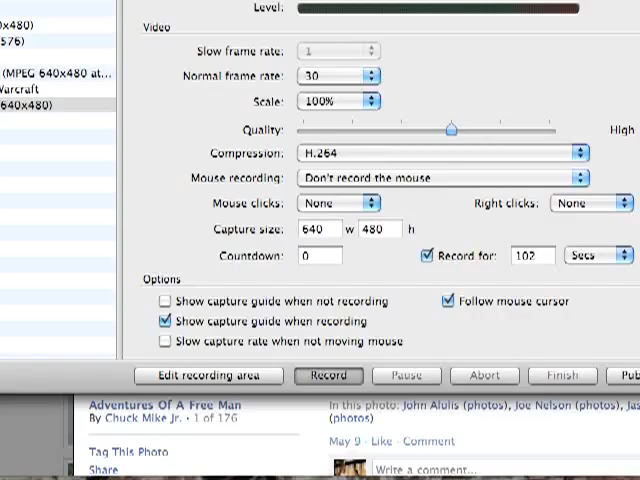 Level:
x480)
Video
576)
Slow frame rate: 1
(MPEG 640x480 at...
Normal frame rate: 30
arcraft
Scale: 100%
640x480)
Quality: High
Compression: H.264
Mouse recording: Don't record the mouse
Mouse clicks: None Right clicks: None
Capture size: 640 w 480 h
Countdown: 0 Record for: 102 Secs
Options
Show capture guide when not recording Follow mouse cursor
Show capture guide when recording
Slow capture rate when not moving mouse
Edit recording area Record Pause Abort Finish Pub
Adventures Of A Free Man
By Chuck Mike Jr. · 1 of 176
In this photo: John Alulis (photos), Joe Nelson (photos), Jas
(photos)
May 9 · Like · Comment
Tag This Photo
Share
Write a comment...